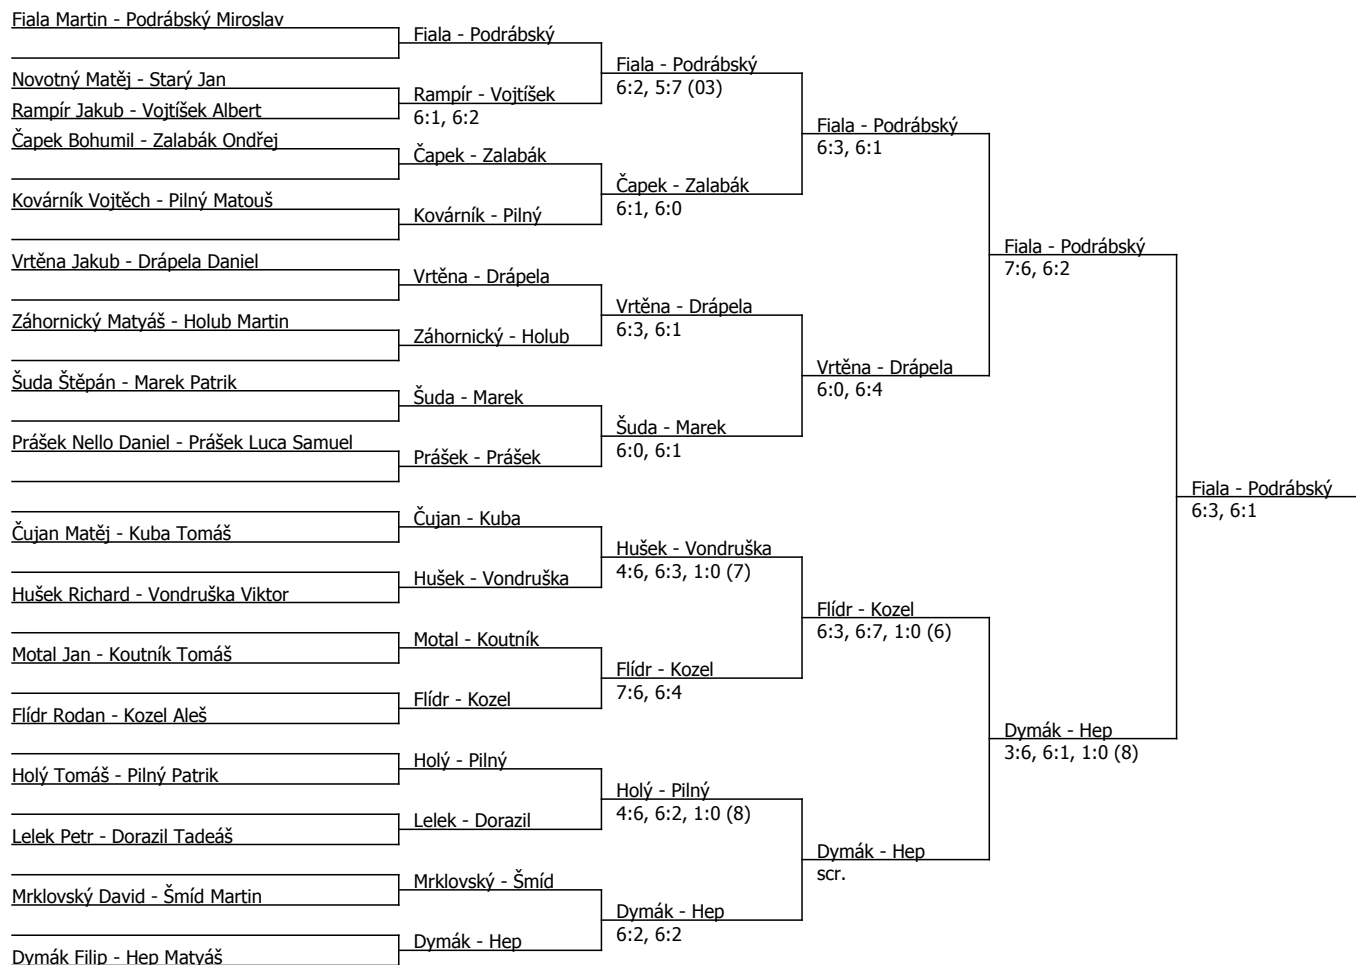 Fiala Martin - Podrábský Miroslav
Novotný Matěj - Starý Jan
Rampír Jakub - Vojtíšek Albert
Čapek Bohumil - Zalabák Ondřej
Kovárník Vojtěch - Pilný Matouš
Vrtěna Jakub - Drápela Daniel
Záhornický Matyáš - Holub Martin
Šuda Štěpán - Marek Patrik
Prášek Nello Daniel - Prášek Luca Samuel
Čujan Matěj - Kuba Tomáš
Hušek Richard - Vondruška Viktor
Motal Jan - Koutník Tomáš
Flídr Rodan - Kozel Aleš
Holý Tomáš - Pilný Patrik
Lelek Petr - Dorazil Tadeáš
Mrklovský David - Šmíd Martin
Dymák Filip - Hep Matyáš
Fiala - Podrábský
Rampír - Vojtíšek
6:1, 6:2
Čapek - Zalabák
Kovárník - Pilný
Vrtěna - Drápela
Záhornický - Holub
Šuda - Marek
Prášek - Prášek
Čujan - Kuba
Hušek - Vondruška
Motal - Koutník
Flídr - Kozel
Holý - Pilný
Lelek - Dorazil
Mrklovský - Šmíd
Dymák - Hep
Fiala - Podrábský
6:2, 5:7 (03)
Čapek - Zalabák
6:1, 6:0
Vrtěna - Drápela
6:3, 6:1
Šuda - Marek
6:0, 6:1
Hušek - Vondruška
4:6, 6:3, 1:0 (7)
Flídr - Kozel
7:6, 6:4
Holý - Pilný
4:6, 6:2, 1:0 (8)
Dymák - Hep
6:2, 6:2
Fiala - Podrábský
6:3, 6:1
Vrtěna - Drápela
6:0, 6:4
Flídr - Kozel
6:3, 6:7, 1:0 (6)
Dymák - Hep
scr.
Fiala - Podrábský
7:6, 6:2
Dymák - Hep
3:6, 6:1, 1:0 (8)
Fiala - Podrábský
6:3, 6:1